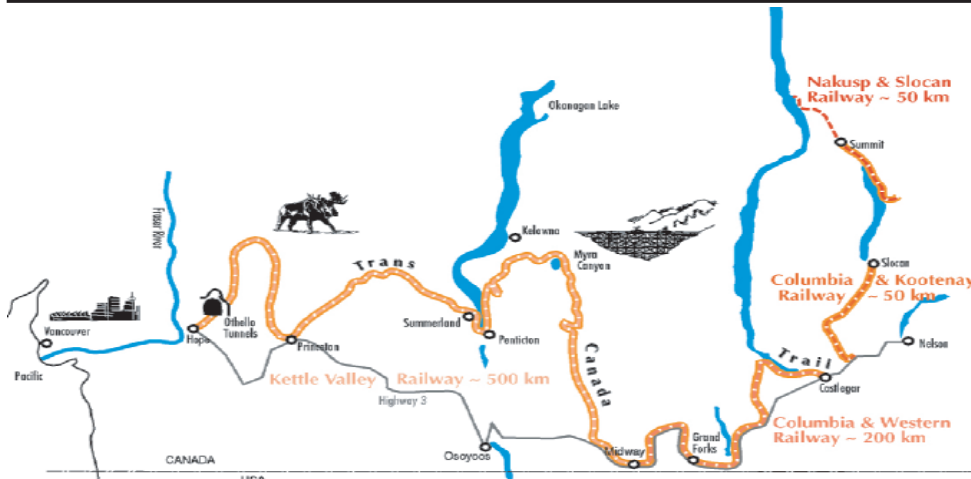 Nakusp & Slocan
Railway ~ 50 km
Okanagan Lake
Summit
Fraser River
Kelowna
Myra
Canyon
Trans
Slocan
Columbia & Kootenay
Railway ~ 50 km
Othello
Tunnels
Summerland
Vancouver
Hope
Princeton
Penticton
Canada
Nelson
Trail
Pacific
Kettle Valley Railway ~ 500 km
Castlegar
Highway 3
Columbia & Western
Railway ~ 200 km
Grand
Forks
Osoyoos
Midway
CANADA
USA